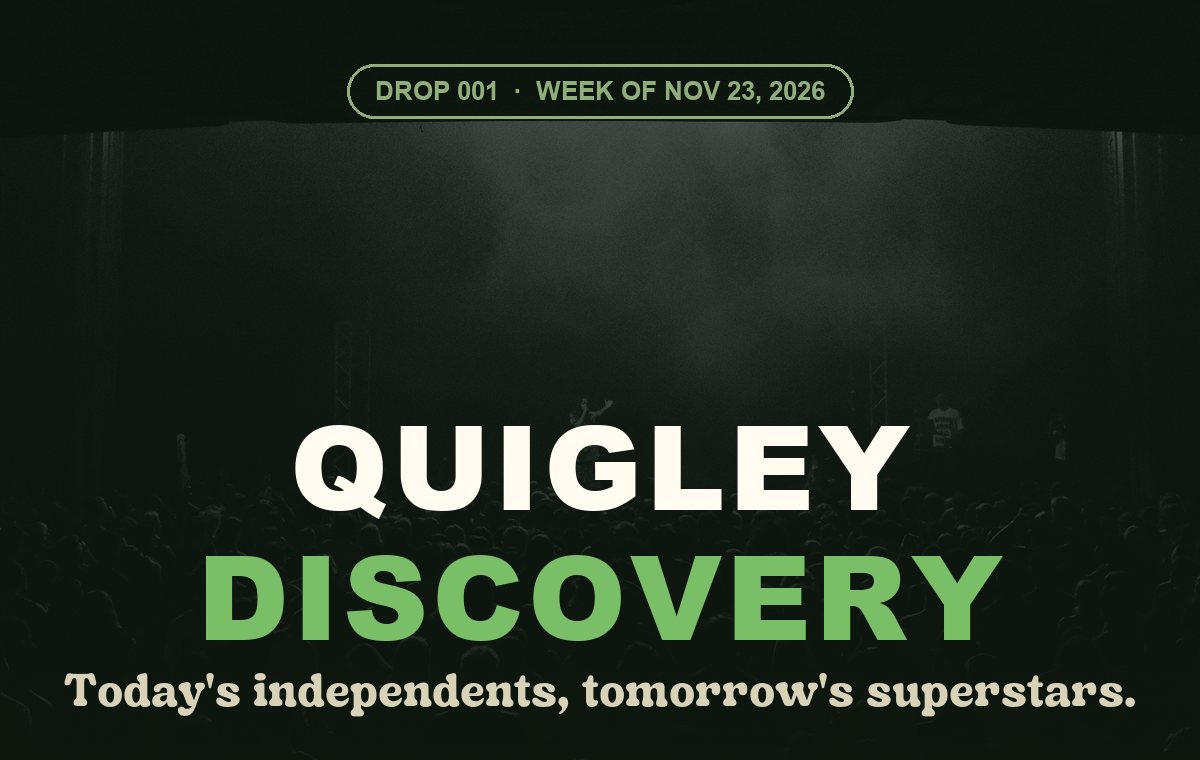 DROP 001 · WEEK OF NOV 23, 2026
QUIGLEY
DISCOVERY
Today's independents, tomorrow's superstars.